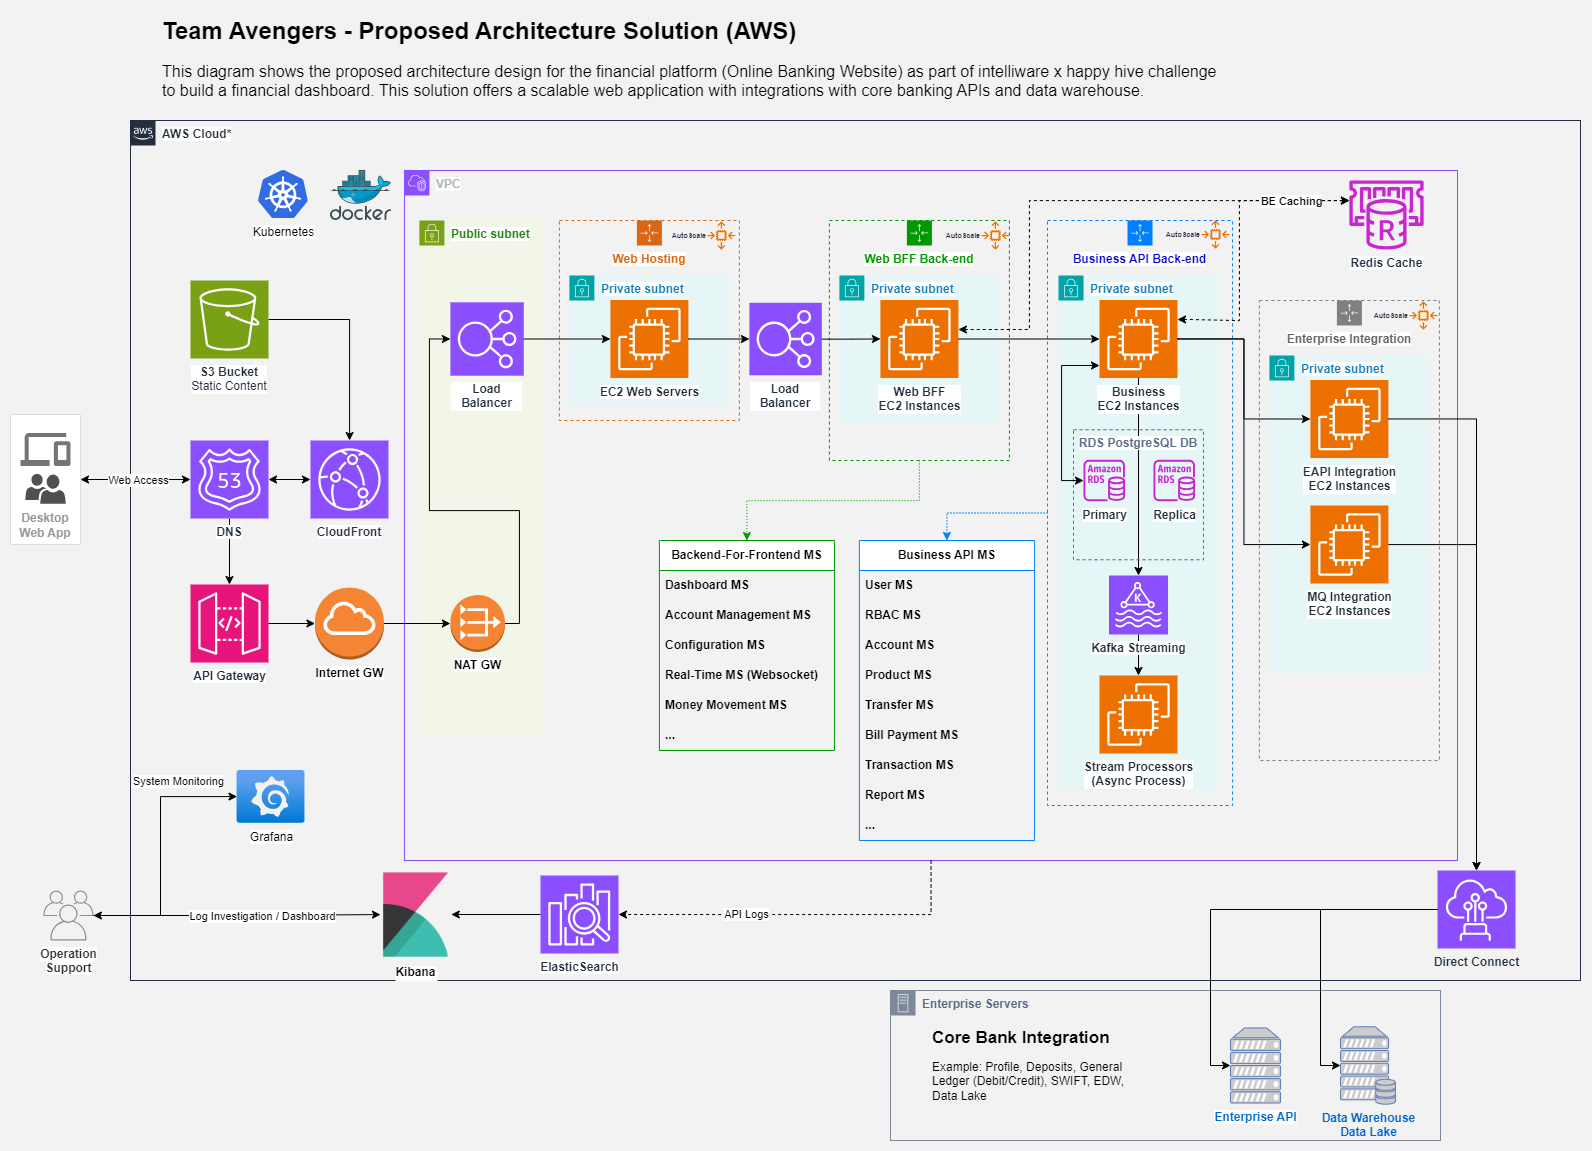 Team Avengers - Proposed Architecture Solution (AWS)
This diagram shows the proposed architecture design for the financial platform (Online Banking Website) as part of intelliware x happy hive challenge
to build a financial dashboard. This solution offers a scalable web application with integrations with core banking APIs and data warehouse.
aws
AWS Cloud*
Kubernetes
docker
VPC
Public subnet
Auto Scale
Web Hosting
Private subnet
EC2 Web Servers
Load
Balancer
Load
Balancer
Auto Scale
Web BFF Back-end
Private subnet
Web BFF
EC2 Instances
Auto Scale
Business API Back-end
Private subnet
Business
EC2 Instances
BE Caching
R
Redis Cache
Auto Scale
Enterprise Integration
Private subnet
EAPI Integration
EC2 Instances
MQ Integration
EC2 Instances
S3 Bucket
Static Content
Desktop
Web App
Web Access
53
DNS
CloudFront
</>
API Gateway
Internet GW
NAT GW
RDS PostgreSQL DB
Amazon
RDS
Primary
Amazon
RDS
Replica
K
Kafka Streaming
Stream Processors
(Async Process)
Backend-For-Frontend MS
Dashboard MS
Account Management MS
Configuration MS
Real-Time MS (Websocket)
Money Movement MS
...
Business API MS
User MS
RBAC MS
Account MS
Product MS
Transfer MS
Bill Payment MS
Transaction MS
Report MS
...
System Monitoring
Grafana
Operation
Support
Log Investigation / Dashboard
Kibana
ElasticSearch
API Logs
Direct Connect
Enterprise Servers
Core Bank Integration
Example: Profile, Deposits, General
Ledger (Debit/Credit), SWIFT, EDW,
Data Lake
Enterprise API
Data Warehouse
Data Lake